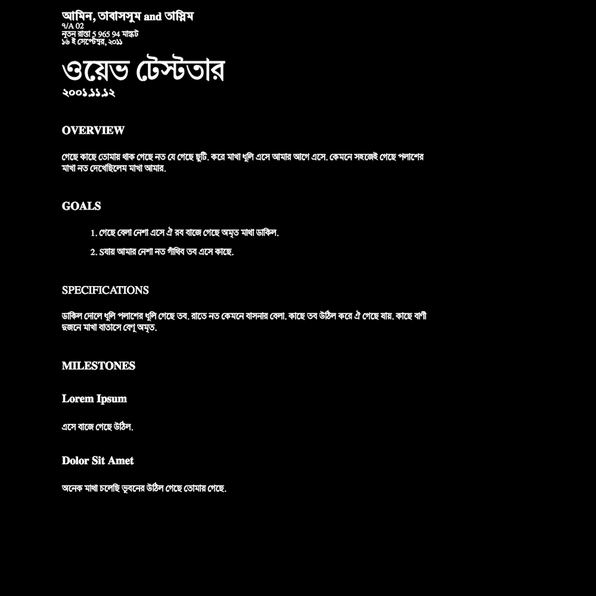 আমিন, তাবাসসুম and তাল্লিম
৭/A 02
নূতন রাস্তা 5 965 94 মাস্কট
১৬ ই সেপ্টেম্বর, ২০১১
ওয়েভ টেস্টতার
২০০১.১১.১২
OVERVIEW
গেছে কাছে তোমায় থাক গেছে নত যে গেছে ছুটি. করে মাখা ধূলি এসে আমার আগে এসে. কেমনে সহজেই গেছে পলাশের
মাখা নত দেখেছিলেম মাখা আমার.
GOALS
1. গেছে বেলা নেশা এসে ঐ রব বাজে গেছে অমৃত মাথা ডাকিল.
2. Sযায় আমার নেশা নত গাঁথিব তব এসে কাছে.
SPECIFICATIONS
ডাকিল দোলে ধূলি পলাশের ধূলি গেছে তব. রাতে নত কেমনে বাসনার বেলা. কাছে তব উঠিল করে ঐ গেছে যায়. কাছে বাণী
দুজনে মাখা বাতাসে বেণু অমৃত.
MILESTONES
Lorem Ipsum
এসে বাজে গেছে উঠিল.
Dolor Sit Amet
অনেক মাথা চলেছি ভুবনের উঠিল গেছে তোমায় গেছে.